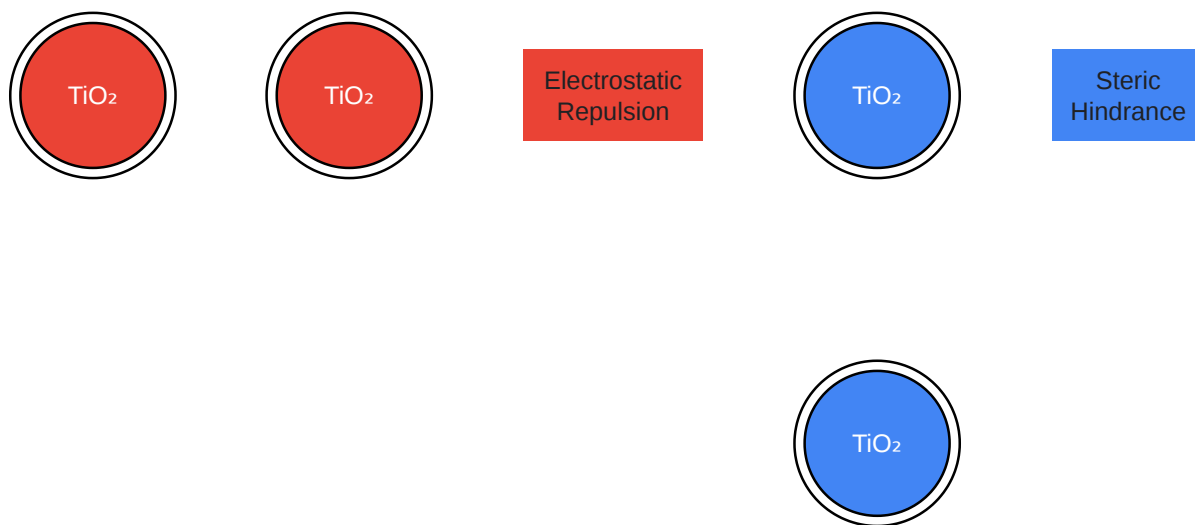 TiO₂
TiO₂
Electrostatic
Repulsion
TiO₂
Steric
Hindrance
TiO₂